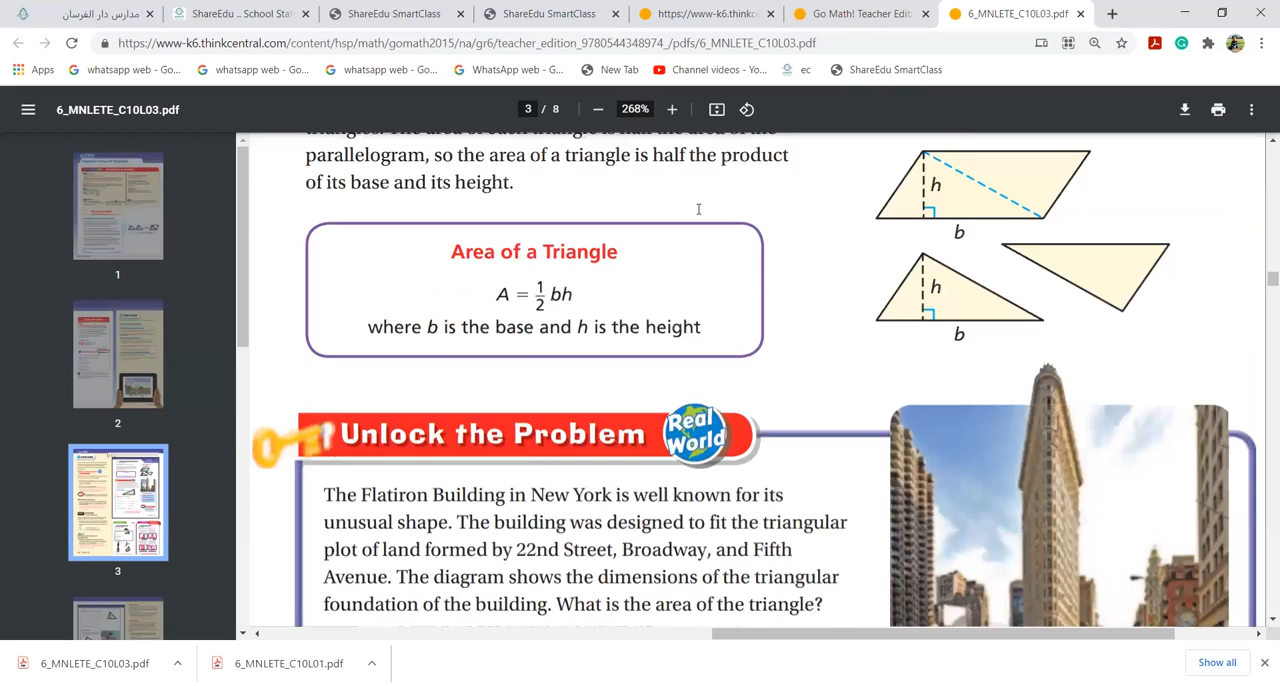 مدارس دار الفرسان
ShareEdu .. School Stat
ShareEdu SmartClass
ShareEdu SmartClass
https://www-k6.thinkce
Go Math! Teacher Editi
6_MNLETE_C10L03.pdf
https://www-k6.thinkcentral.com/content/hsp/math/gomath2015/na/gr6/teacher_edition_9780544348974_/pdfs/6_MNLETE_C10L03.pdf
Apps
whatsapp web - Go...
whatsapp web - Go...
whatsapp web - Go...
WhatsApp web - G...
New Tab
Channel videos - Yo...
ec
ShareEdu SmartClass
6_MNLETE_C10L03.pdf
3 / 8
268%
1
2
3
parallelogram, so the area of a triangle is half the product
of its base and its height.
Area of a Triangle
A = 1/2 bh
where b is the base and h is the height
h
b
h
b
Unlock the Problem
Real
World
The Flatiron Building in New York is well known for its
unusual shape. The building was designed to fit the triangular
plot of land formed by 22nd Street, Broadway, and Fifth
Avenue. The diagram shows the dimensions of the triangular
foundation of the building. What is the area of the triangle?
6_MNLETE_C10L03.pdf
6_MNLETE_C10L01.pdf
Show all